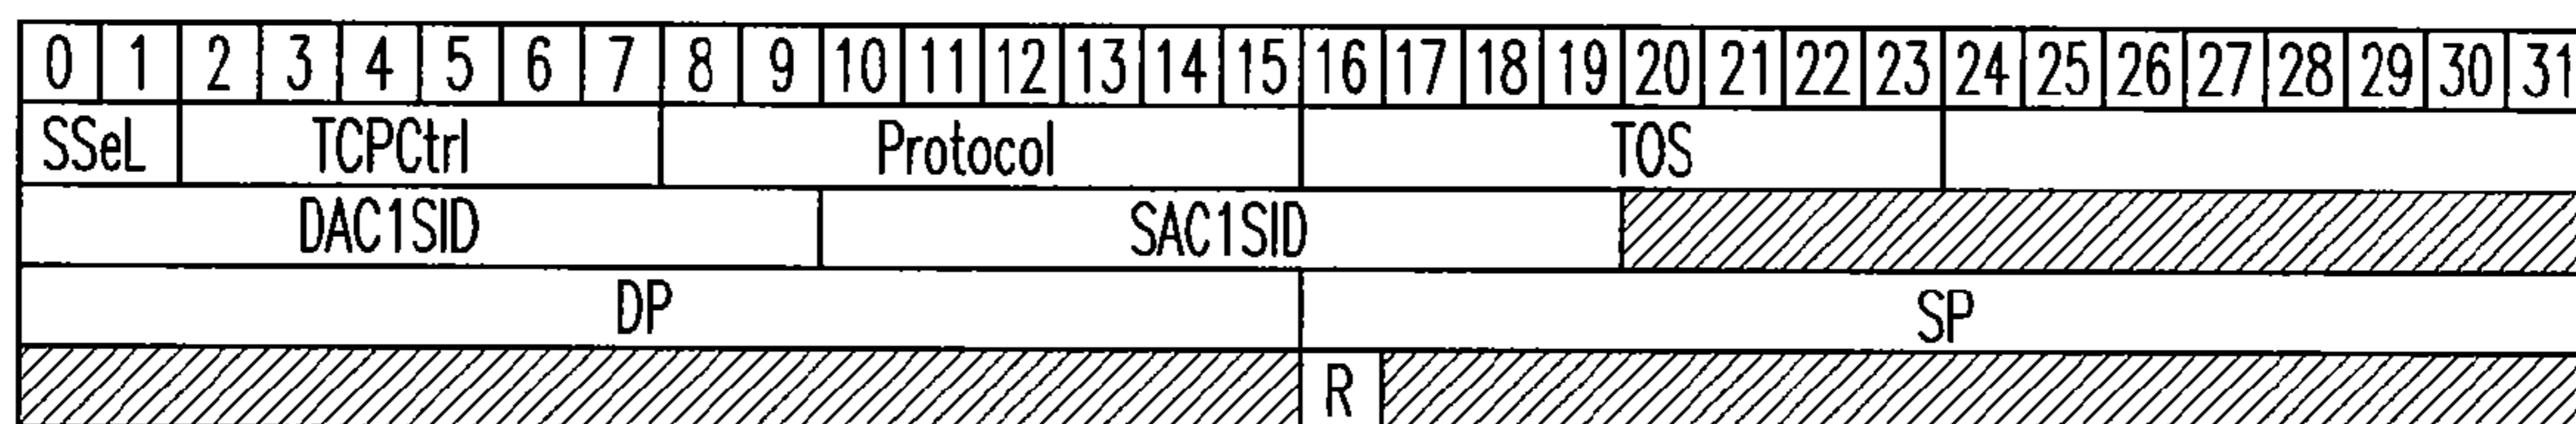 0 1 2 3 4 5 6 7 8 9 10 11 12 13 14 15 16 17 18 19 20 21 22 23 24 25 26 27 28 29 30 31
SSeL TCPCtrl Protocol TOS
DAC1SID SAC1SID
DP SP
R